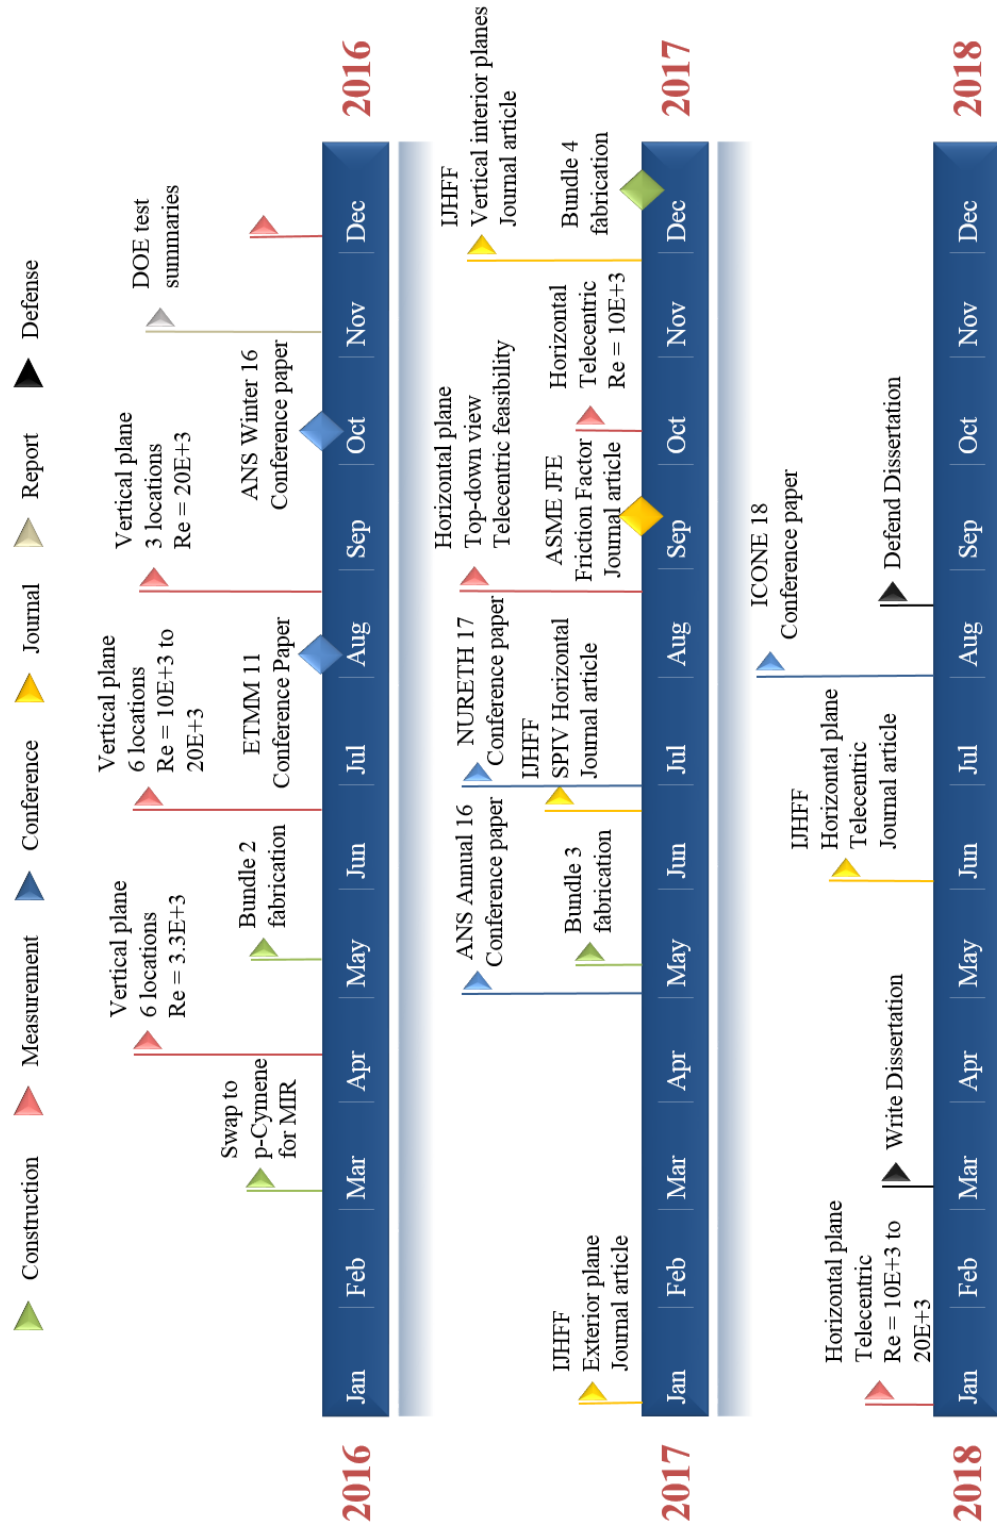 Construction
Measurement
Conference
Journal
Report
Defense
Swap to
p-Cymene
for MIR
Vertical plane
6 locations
Re = 3.3E+3
Bundle 2
fabrication
Vertical plane
6 locations
Re = 10E+3 to
20E+3
ETMM 11
Conference Paper
Vertical plane
3 locations
Re = 20E+3
ANS Winter 16
Conference paper
DOE test
summaries
2016
Jan
Feb
Mar
Apr
May
Jun
Jul
Aug
Sep
Oct
Nov
Dec
2016
IJHFF
Exterior plane
Journal article
ANS Annual 16
Conference paper
Bundle 3
fabrication
NURETH 17
Conference paper
IJHFF
SPIV Horizontal
Journal article
Horizontal plane
Top-down view
Telecentric feasibility
ASME JFE
Friction Factor
Journal article
Horizontal
Telecentric
Re = 10E+3
IJHFF
Vertical interior planes
Journal article
Bundle 4
fabrication
2017
Jan
Feb
Mar
Apr
May
Jun
Jul
Aug
Sep
Oct
Nov
Dec
2017
Horizontal plane
Telecentric
Re = 10E+3 to
20E+3
Write Dissertation
IJHFF
Horizontal plane
Telecentric
Journal article
ICONE 18
Conference paper
Defend Dissertation
2018
Jan
Feb
Mar
Apr
May
Jun
Jul
Aug
Sep
Oct
Nov
Dec
2018